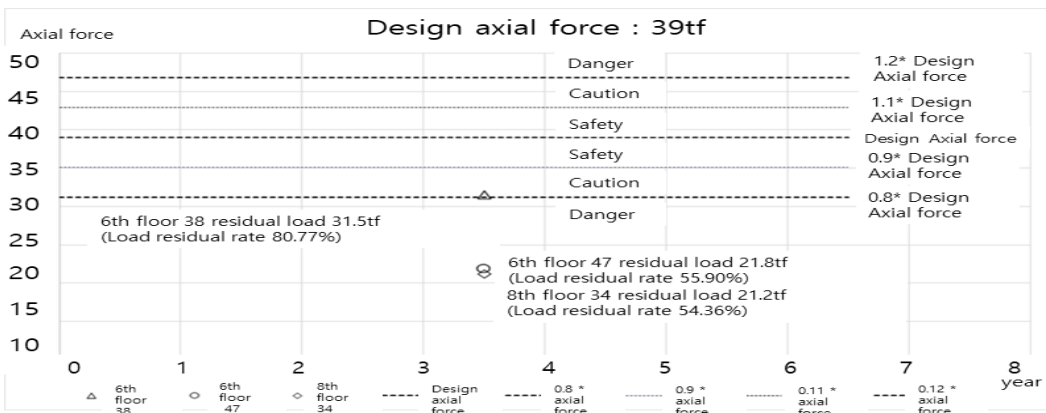 Design axial force : 39tf
Axial force
50
45
40
35
30
25
20
15
10
Danger
Caution
Safety
Safety
Caution
Danger
1.2* Design
Axial force
1.1* Design
Axial force
Design Axial force
0.9* Design
Axial force
0.8* Design
Axial force
6th floor 38 residual load 31.5tf
(Load residual rate 80.77%)
6th floor 47 residual load 21.8tf
(Load residual rate 55.90%)
8th floor 34 residual load 21.2tf
(Load residual rate 54.36%)
0 1 2 3 4 5 6 7 8
year
6th
floor
38
6th
floor
47
8th
floor
34
Design
axial
force
0.8 *
axial
force
0.9 *
axial
force
0.11 *
axial
force
0.12 *
axial
force